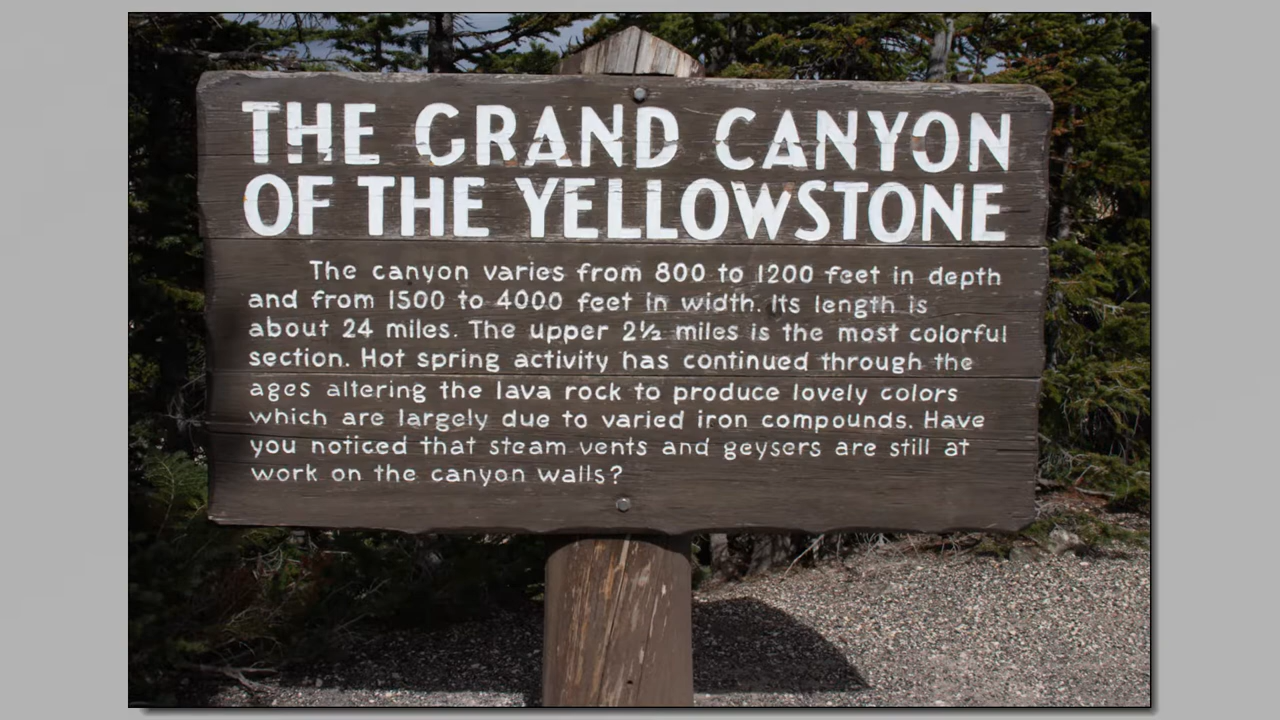 THE GRAND CANYON
OF THE YELLOWSTONE
The canyon varies from 800 to 1200 feet in depth
and from 1500 to 4000 feet in width. Its length is
about 24 miles. The upper 2½ miles is the most colorful
section. Hot spring activity has continued through the
ages altering the lava rock to produce lovely colors
which are largely due to varied iron compounds. Have
you noticed that steam vents and geysers are still at
work on the canyon walls?